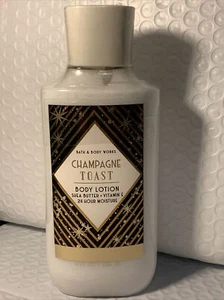 BATH & BODY WORKS
CHAMPAGNE
TOAST
BODY LOTION
SHEA BUTTER + VITAMIN E
24 HOUR MOISTURE